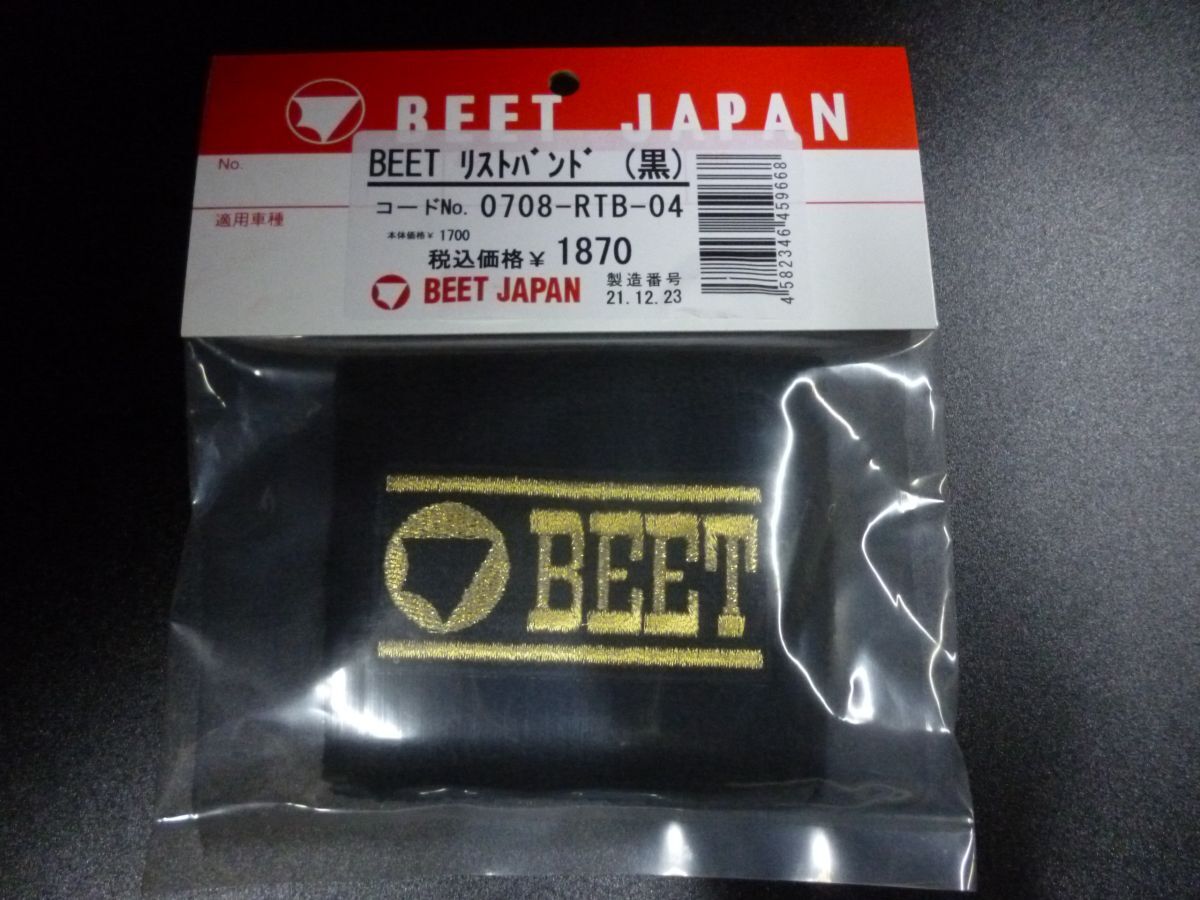 BEET JAPAN
No.
適用車種
BEET ﾘｽﾄﾊﾞﾝﾄﾞ (黒)
コードNo. 0708-RTB-04
本体価格¥ 1700
税込価格¥ 1870
BEET JAPAN
製造番号
21.12.23
4582346459668
BEET